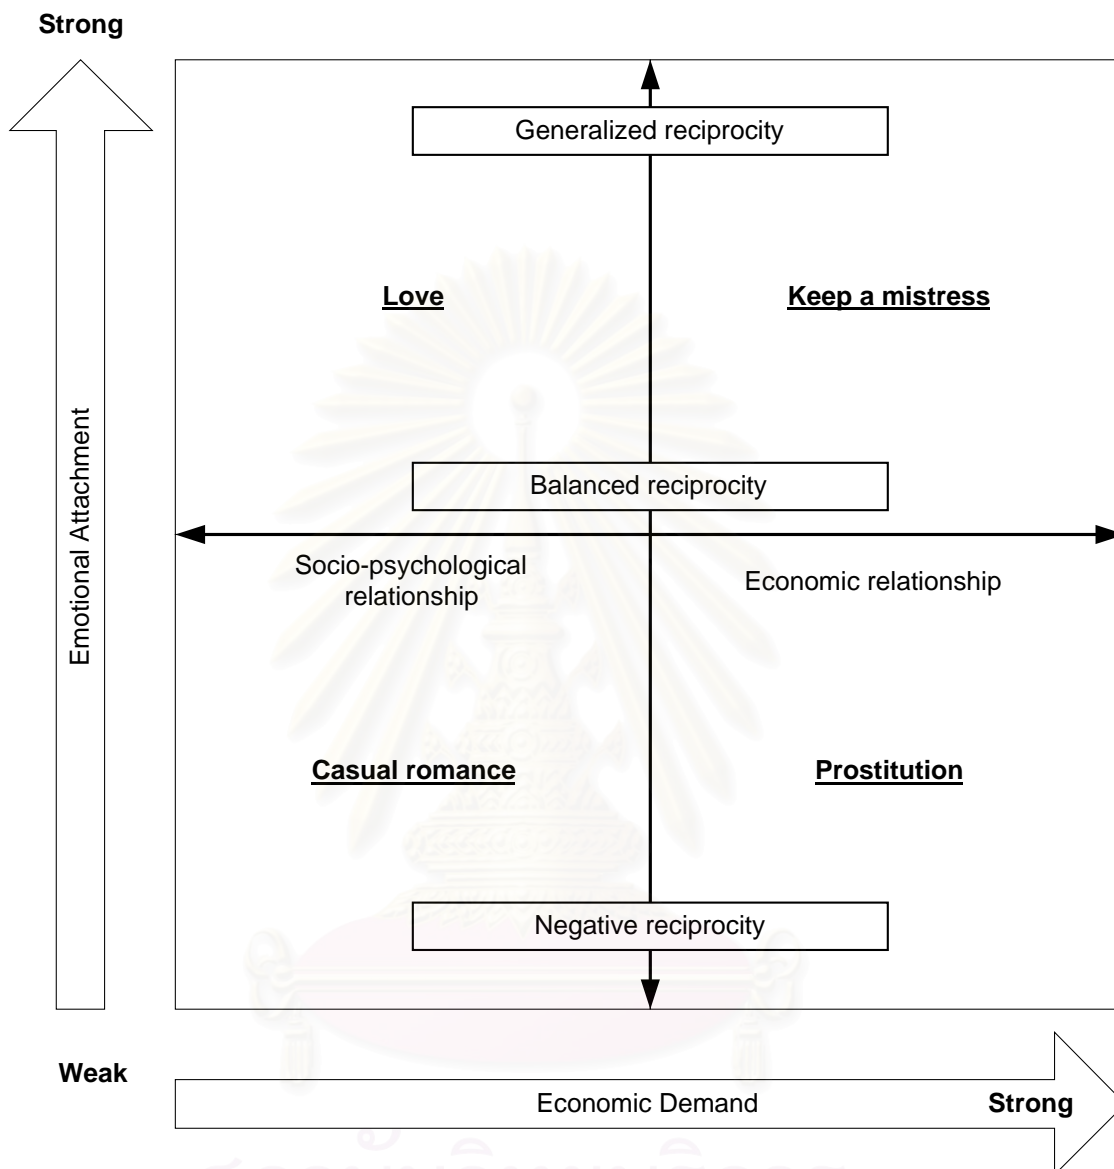 Strong
Generalized reciprocity
Love
Keep a mistress
Emotional Attachment
Balanced reciprocity
Socio-psychological
relationship
Economic relationship
Casual romance
Prostitution
Negative reciprocity
Weak
Economic Demand
Strong